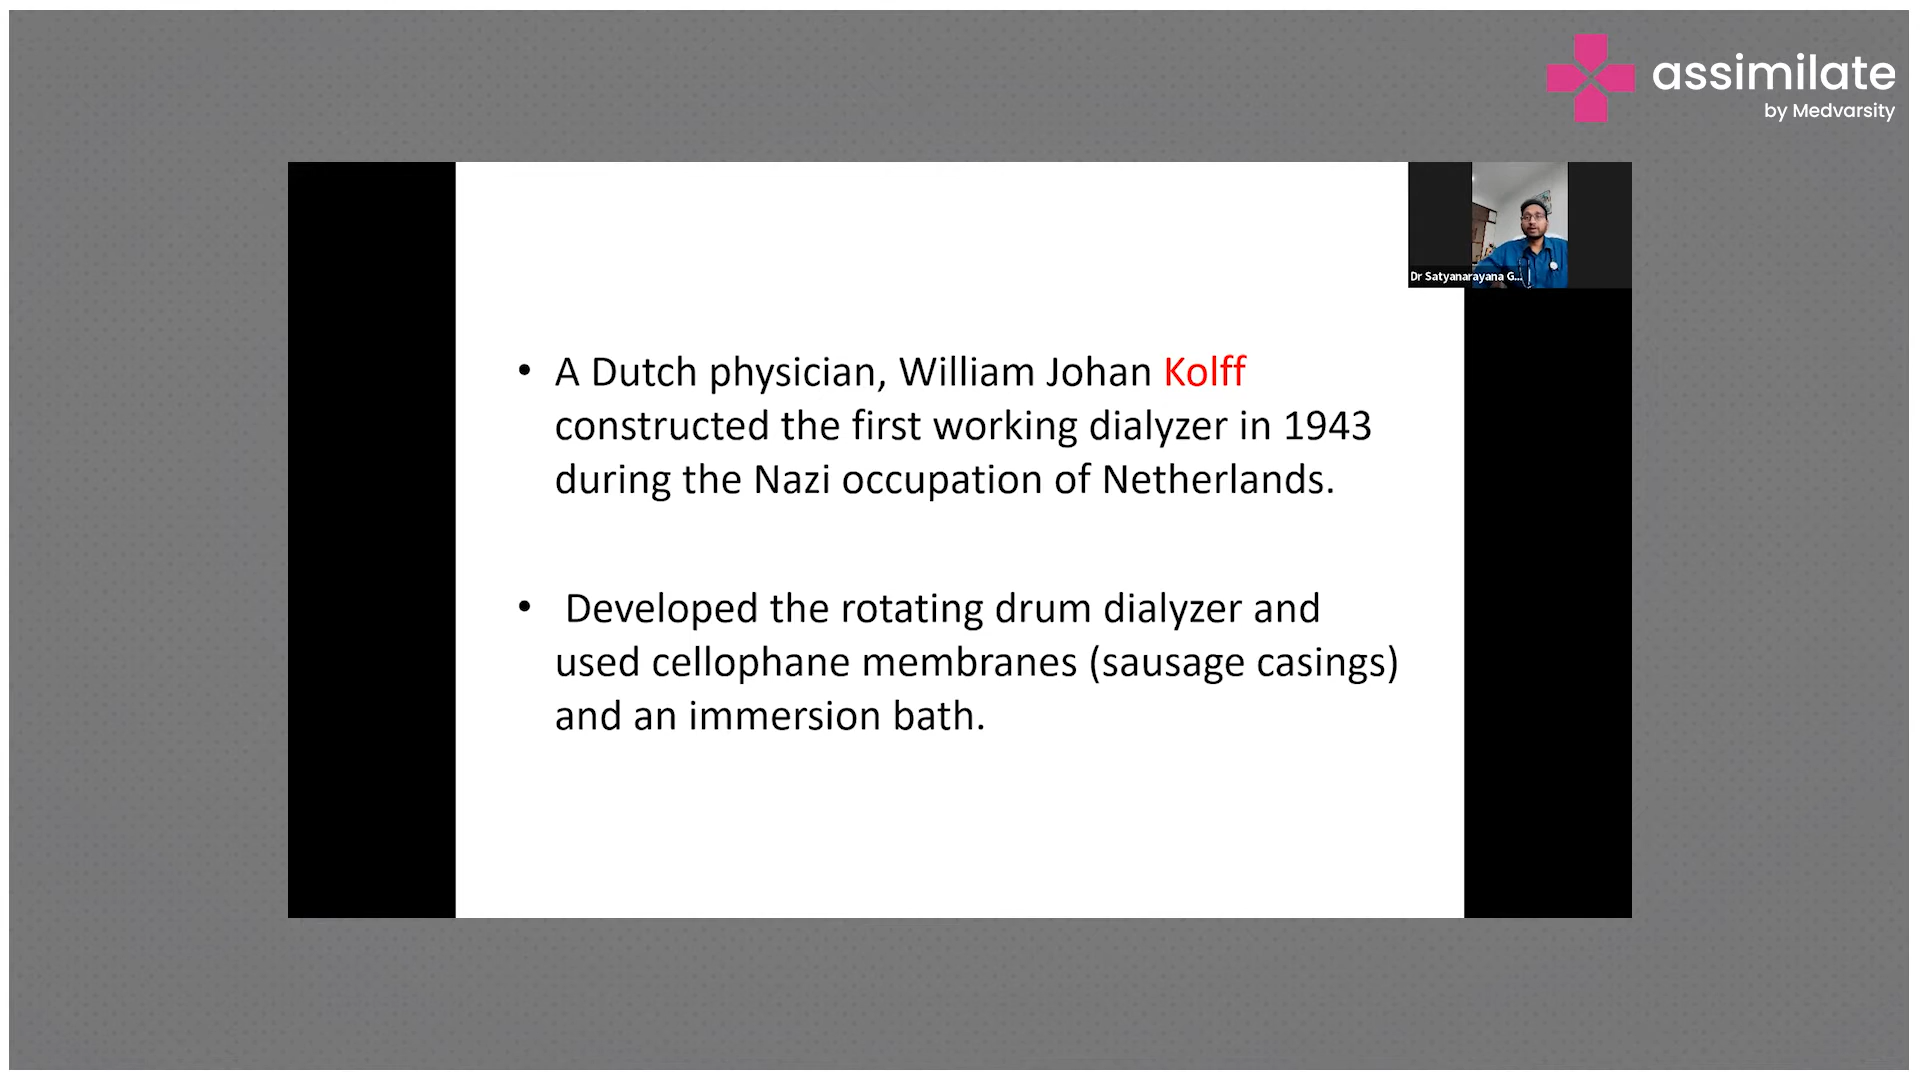 assimilate
by Medvarsity
Dr Satyanarayana G...
• A Dutch physician, William Johan Kolff
constructed the first working dialyzer in 1943
during the Nazi occupation of Netherlands.
• Developed the rotating drum dialyzer and
used cellophane membranes (sausage casings)
and an immersion bath.